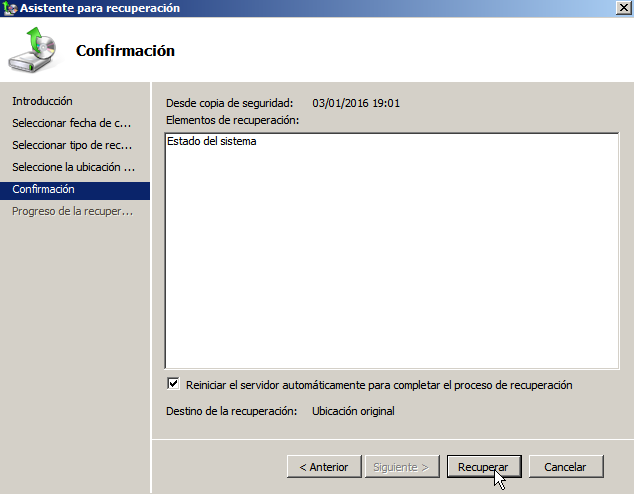 Asistente para recuperación
Confirmación
Introducción
Seleccionar fecha de c...
Seleccionar tipo de rec...
Seleccione la ubicación ...
Confirmación
Progreso de la recuper...
Desde copia de seguridad: 03/01/2016 19:01
Elementos de recuperación:
Estado del sistema
Reiniciar el servidor automáticamente para completar el proceso de recuperación
Destino de la recuperación: Ubicación original
< Anterior Siguiente > Recuperar Cancelar